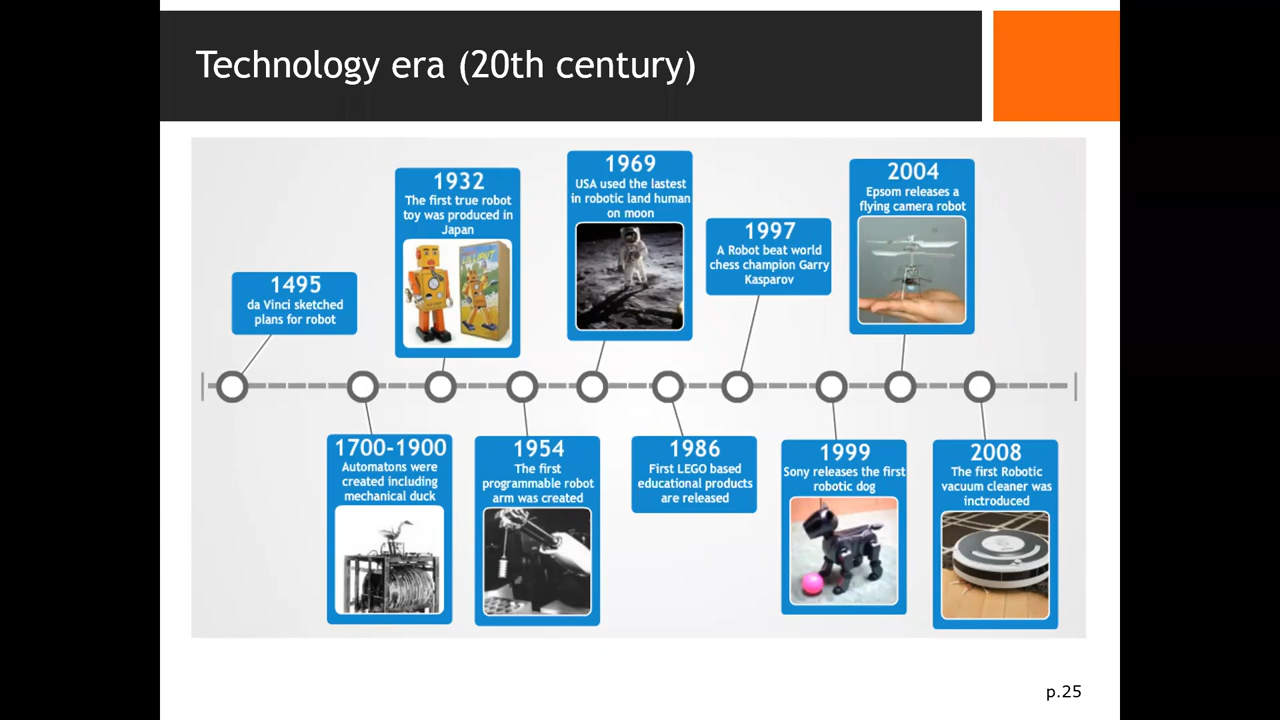 Technology era (20th century)
1495
da Vinci sketched
plans for robot
1700-1900
Automatons were
created including
mechanical duck
1932
The first true robot
toy was produced in
Japan
LILLIPUT
1954
The first
programmable robot
arm was created
1969
USA used the lastest
in robotic land human
on moon
1986
First LEGO based
educational products
are released
1997
A Robot beat world
chess champion Garry
Kasparov
1999
Sony releases the first
robotic dog
2004
Epsom releases a
flying camera robot
2008
The first Robotic
vacuum cleaner was
inctroduced
p.25